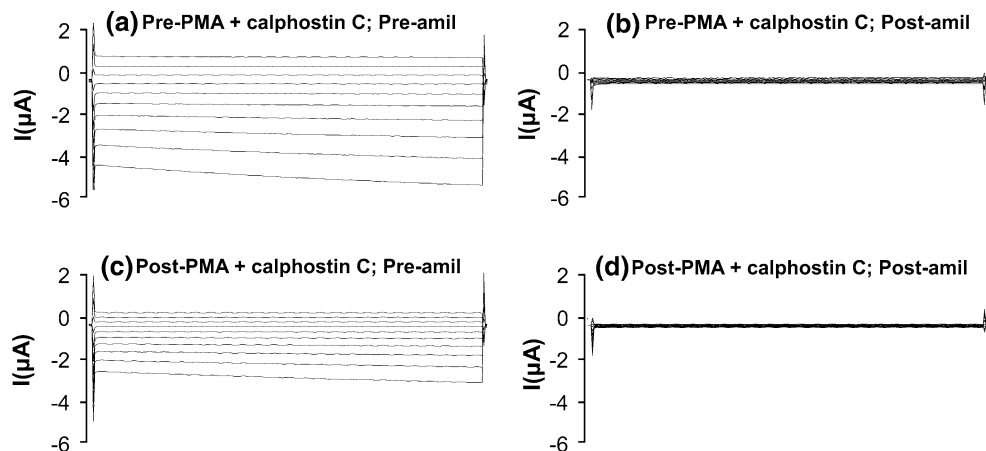 (a) Pre-PMA + calphostin C; Pre-amil
2
0
-2
-4
-6
I(µA)
(b) Pre-PMA + calphostin C; Post-amil
2
0
-2
-4
-6
I(µA)
(c) Post-PMA + calphostin C; Pre-amil
2
0
-2
-4
-6
I(µA)
(d) Post-PMA + calphostin C; Post-amil
2
0
-2
-4
-6
I(µA)